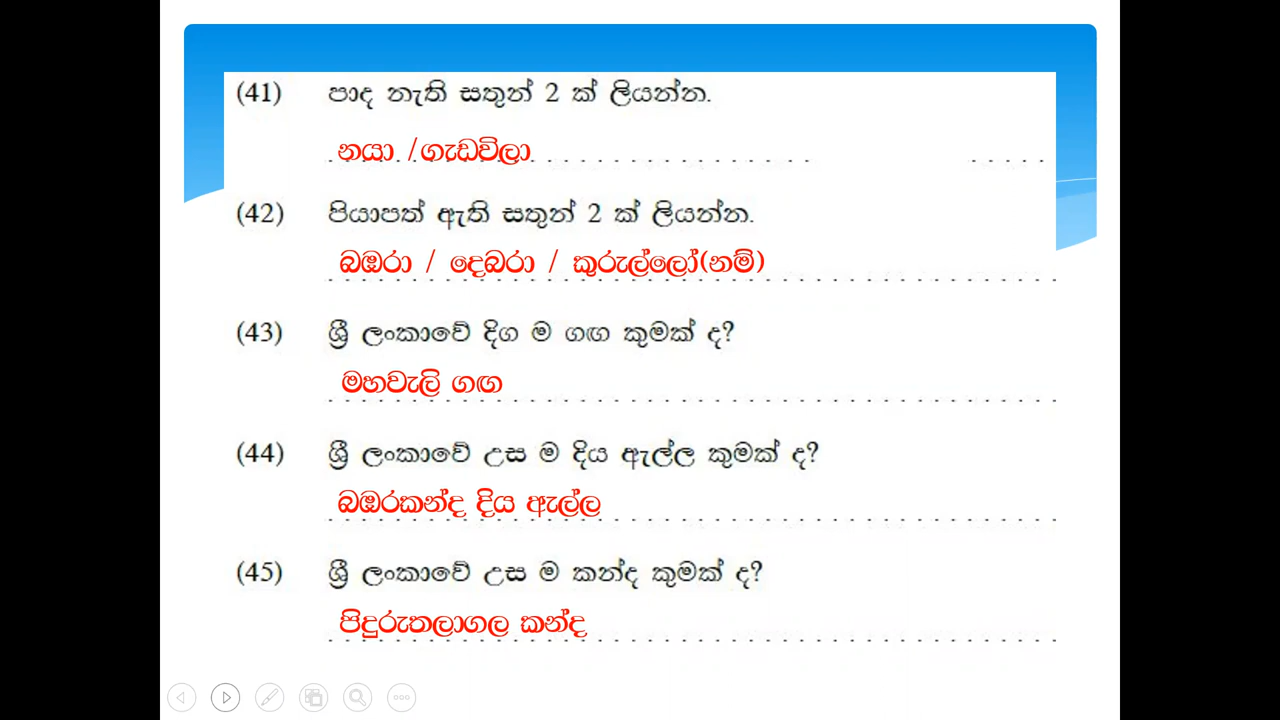 (41) පාද නැති සතුන් 2 ක් ලියන්න.
නයා /ගැඩවිලා
(42) පියාපත් ඇති සතුන් 2 ක් ලියන්න.
බඹරා / දෙබරා / කුරුල්ලෝ(නම්)
(43) ශ්‍රී ලංකාවේ දිග ම ගඟ කුමක් ද?
මහවැලි ගඟ
(44) ශ්‍රී ලංකාවේ උස ම දිය ඇල්ල කුමක් ද?
බඹරකන්ද දිය ඇල්ල
(45) ශ්‍රී ලංකාවේ උස ම කන්ද කුමක් ද?
පිදුරුතලාගල කන්ද